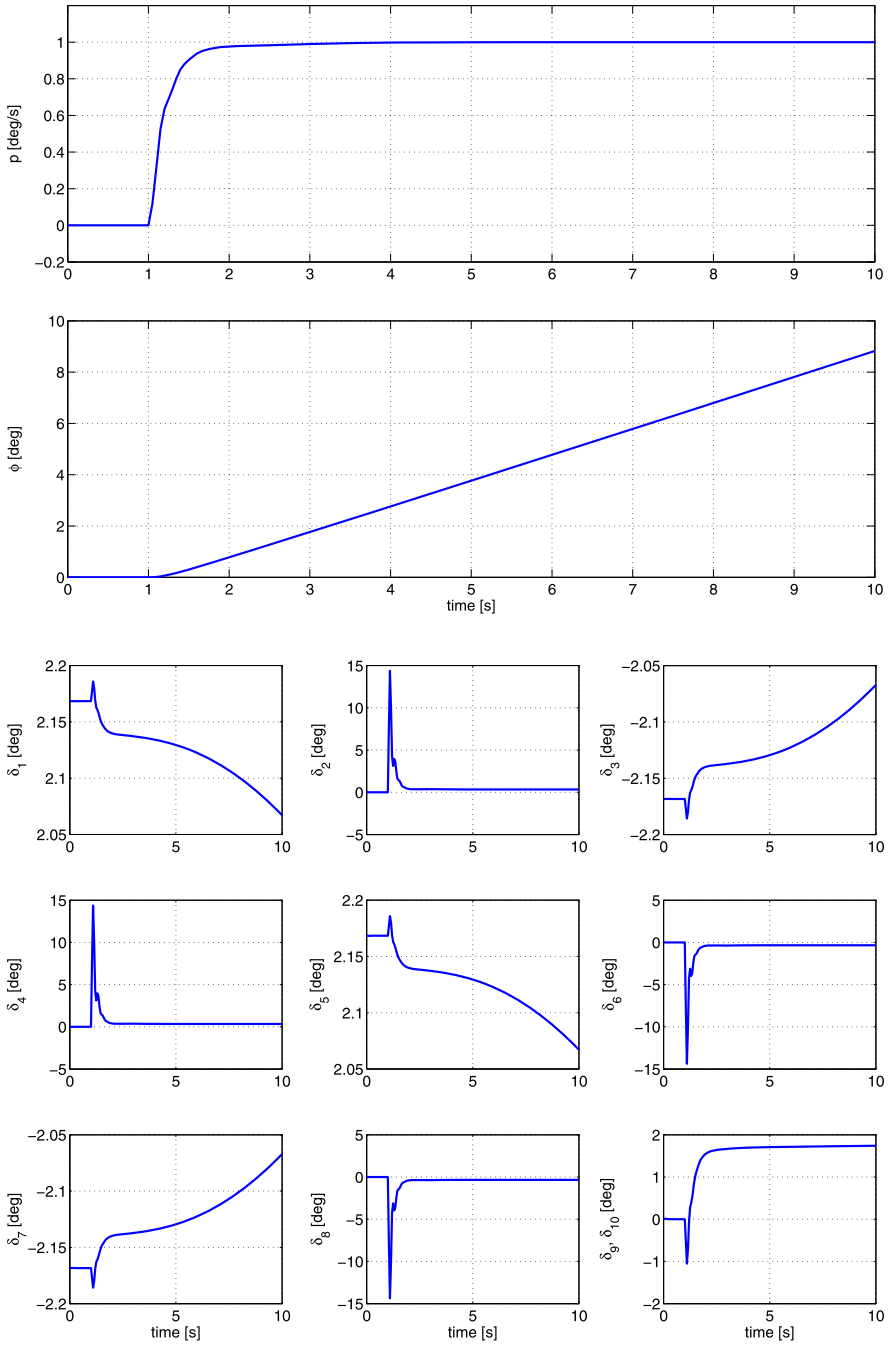 p [deg/s]
1
0.8
0.6
0.4
0.2
0
−0.2
0 1 2 3 4 5 6 7 8 9 10
ϕ [deg]
10
8
6
4
2
0
0 1 2 3 4 5 6 7 8 9 10
time [s]
δ1 [deg]
2.2
2.15
2.1
2.05
0 5 10
δ2 [deg]
15
10
5
0
−5
0 5 10
δ3 [deg]
−2.05
−2.1
−2.15
−2.2
0 5 10
δ4 [deg]
15
10
5
0
−5
0 5 10
δ5 [deg]
2.2
2.15
2.1
2.05
0 5 10
δ6 [deg]
5
0
−5
−10
−15
0 5 10
δ7 [deg]
−2.05
−2.1
−2.15
−2.2
0 5 10
time [s]
δ8 [deg]
5
0
−5
−10
−15
0 5 10
time [s]
δ9, δ10 [deg]
2
1
0
−1
−2
0 5 10
time [s]